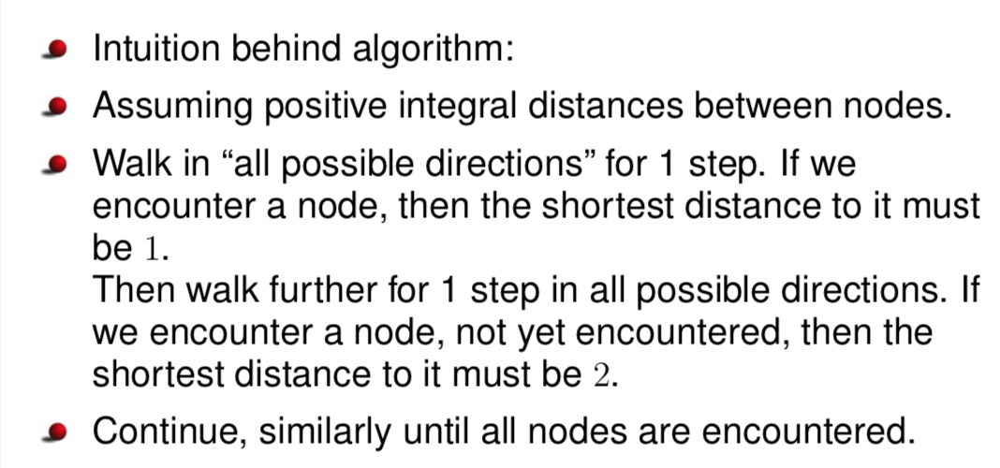 Intuition behind algorithm:
Assuming positive integral distances between nodes.
Walk in “all possible directions” for 1 step. If we
encounter a node, then the shortest distance to it must
be 1.
Then walk further for 1 step in all possible directions. If
we encounter a node, not yet encountered, then the
shortest distance to it must be 2.
Continue, similarly until all nodes are encountered.